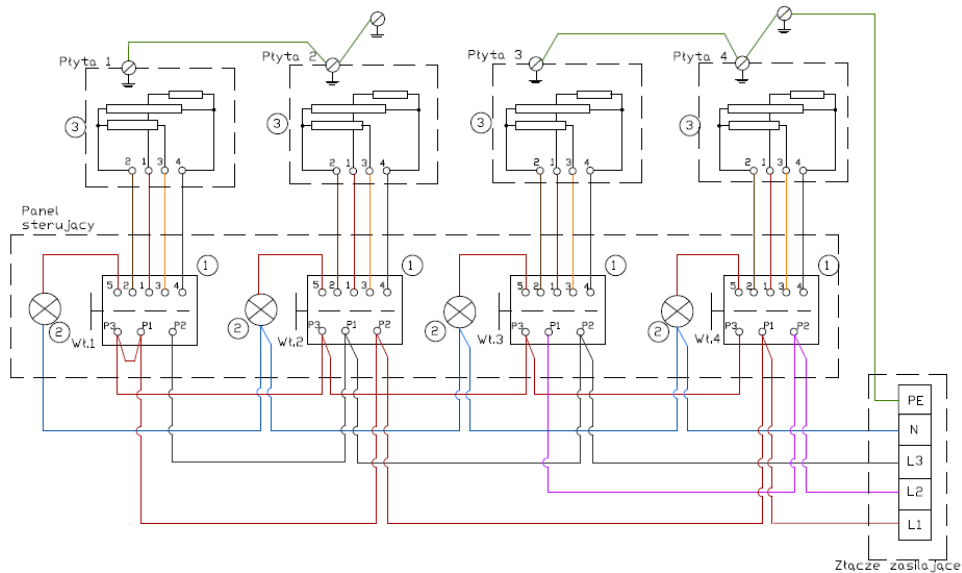 Płyta 1
Płyta 2
Płyta 3
Płyta 4
3
3
3
3
2 1 3 4
2 1 3 4
2 1 3 4
2 1 3 4
Panel
sterujacy
1
1
1
1
5 2 1 3 4
5 2 1 3 4
5 2 1 3 4
5 2 1 3 4
2
2
2
2
P3 P1 P2
P3 P1 P2
P3 P1 P2
P3 P1 P2
Wł.1
Wł.2
Wł.3
Wł.4
PE
N
L3
L2
L1
Złącze zasilające